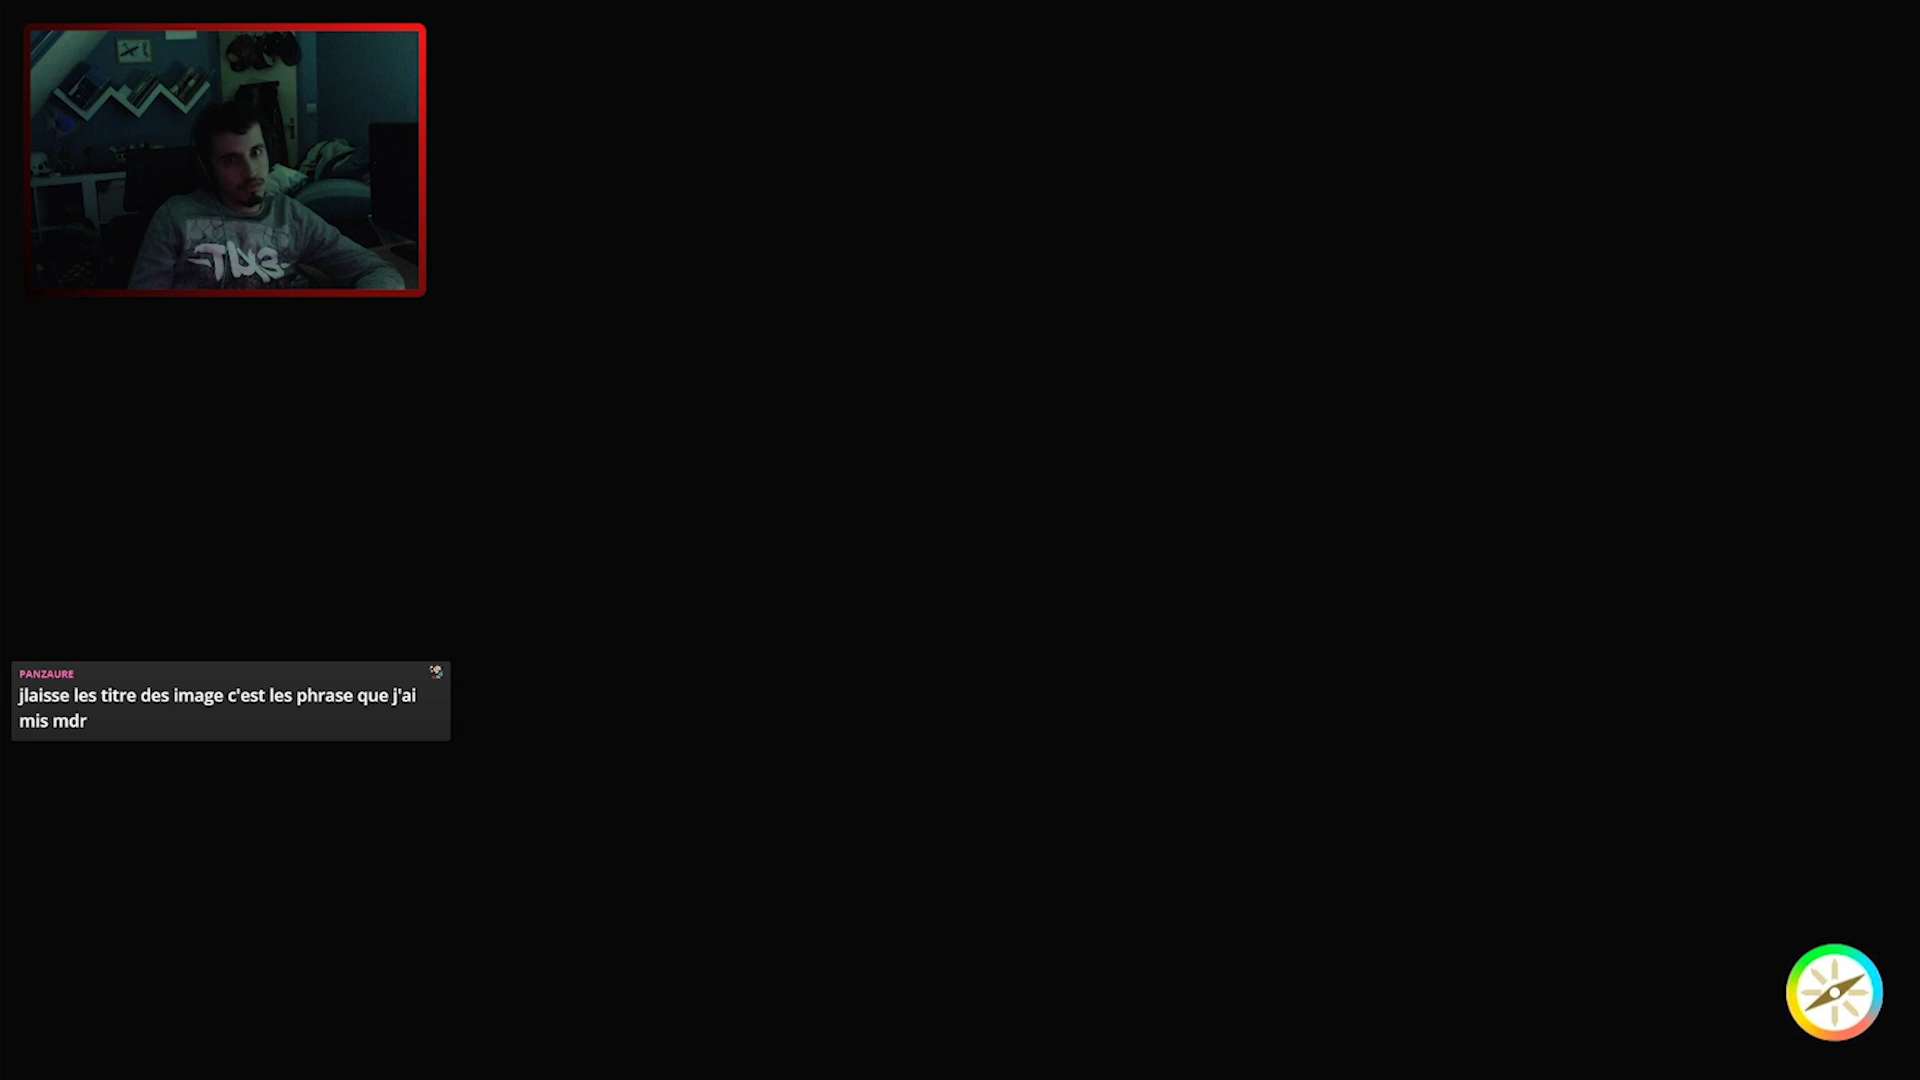 PANZAURE
jlaisse les titre des image c'est les phrase que j'ai
mis mdr